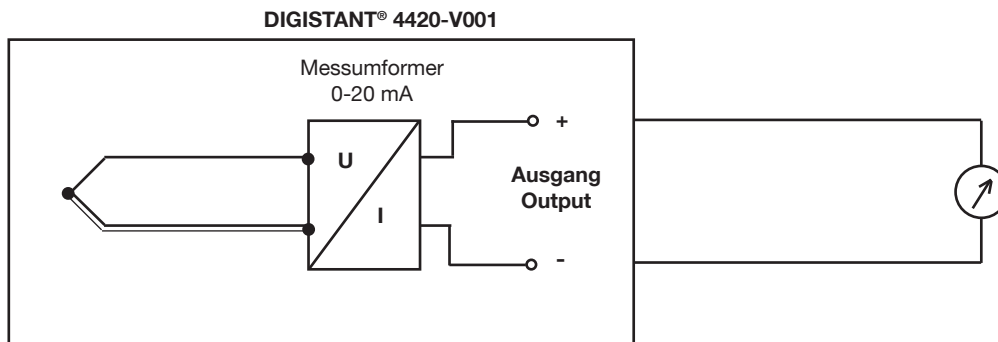 DIGISTANT® 4420-V001
Messumformer
0-20 mA
U
I
+
Ausgang
Output
-